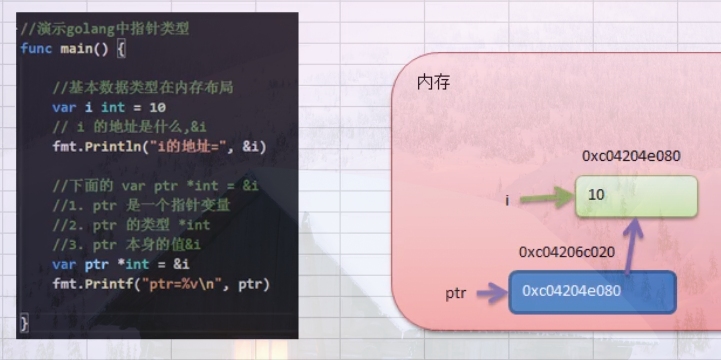 //演示golang中指针类型
func main() {
//基本数据类型在内存布局
var i int = 10
// i 的地址是什么,&i
fmt.Println("i的地址=", &i)
//下面的 var ptr *int = &i
//1. ptr 是一个指针变量
//2. ptr 的类型 *int
//3. ptr 本身的值&i
var ptr *int = &i
fmt.Printf("ptr=%v\n", ptr)
}
内存
0xc04204e080
i
10
0xc04206c020
ptr
0xc04204e080